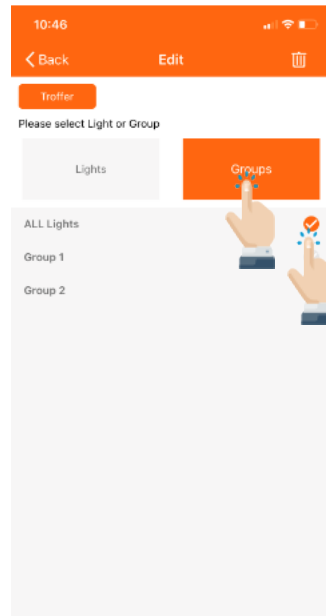 10:46
Back Edit
Troffer
Please select Light or Group
Lights Groups
ALL Lights
Group 1
Group 2